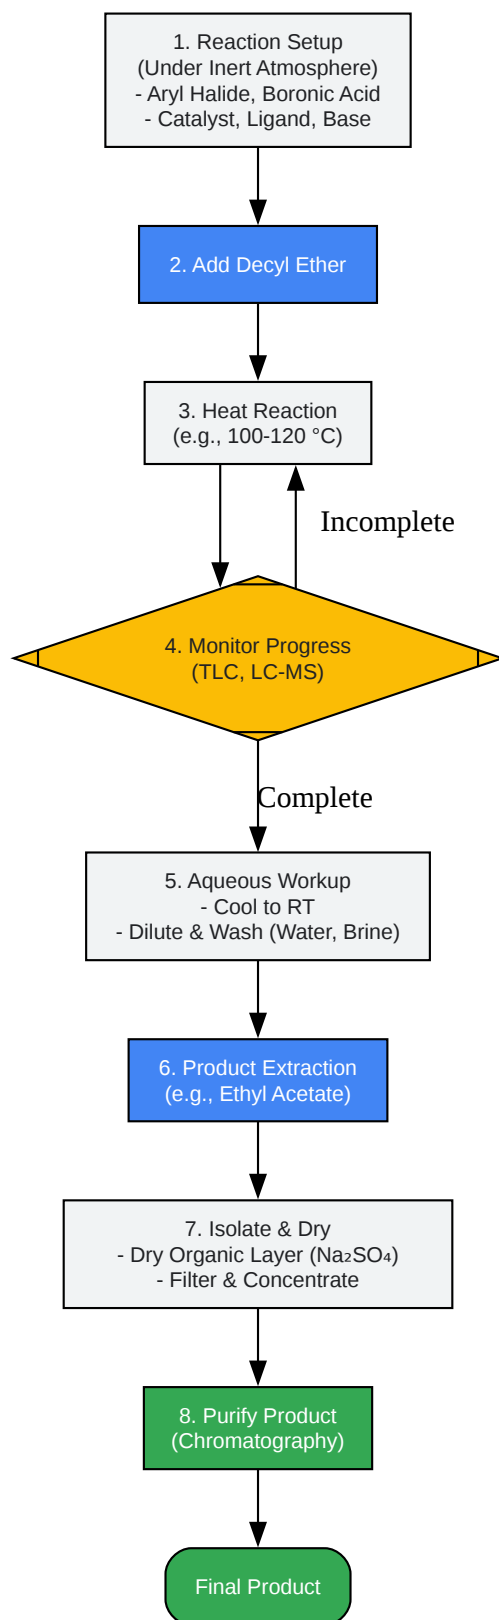 1. Reaction Setup
(Under Inert Atmosphere)
- Aryl Halide, Boronic Acid
- Catalyst, Ligand, Base
2. Add Decyl Ether
3. Heat Reaction
(e.g., 100-120 °C)
Incomplete
4. Monitor Progress
(TLC, LC-MS)
Complete
5. Aqueous Workup
- Cool to RT
- Dilute & Wash (Water, Brine)
6. Product Extraction
(e.g., Ethyl Acetate)
7. Isolate & Dry
- Dry Organic Layer (Na₂SO₄)
- Filter & Concentrate
8. Purify Product
(Chromatography)
Final Product